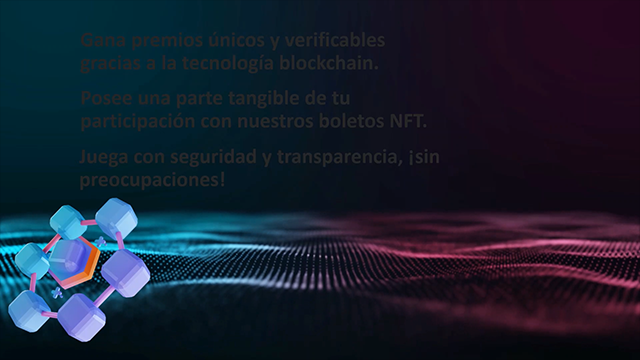 Gana premios únicos y verificables
gracias a la tecnología blockchain.
Posee una parte tangible de tu
participación con nuestros boletos NFT.
Juega con seguridad y transparencia, ¡sin
preocupaciones!